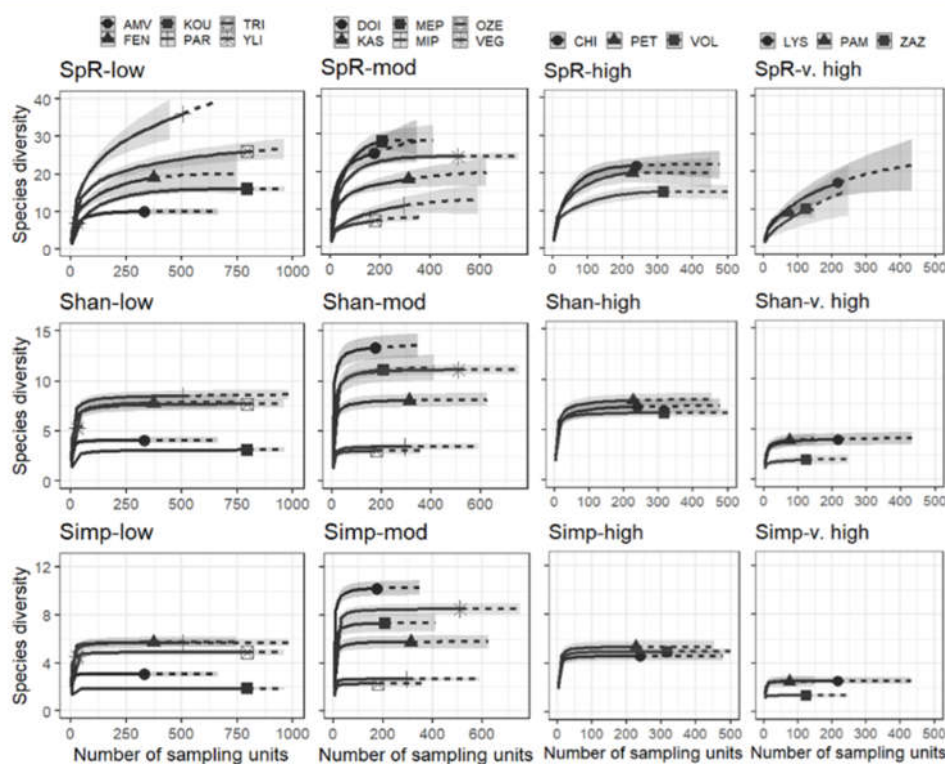 AMV KOU TRI
FEN PAR YLI
DOI MEP OZE
KAS MIP VEG
CHI PET VOL
LYS PAM ZAZ
SpR-low SpR-mod SpR-high SpR-v. high
Species diversity
40
30
20
10
0
0 250 500 750 1000
0 200 400 600
0 100 200 300 400 500
0 100 200 300 400 500
Shan-low Shan-mod Shan-high Shan-v. high
Species diversity
15
10
5
0
0 250 500 750 1000
0 200 400 600
0 100 200 300 400 500
0 100 200 300 400 500
Simp-low Simp-mod Simp-high Simp-v. high
Species diversity
12
8
4
0
0 250 500 750 1000
0 200 400 600
0 100 200 300 400 500
0 100 200 300 400 500
Number of sampling units Number of sampling units Number of sampling units Number of sampling units